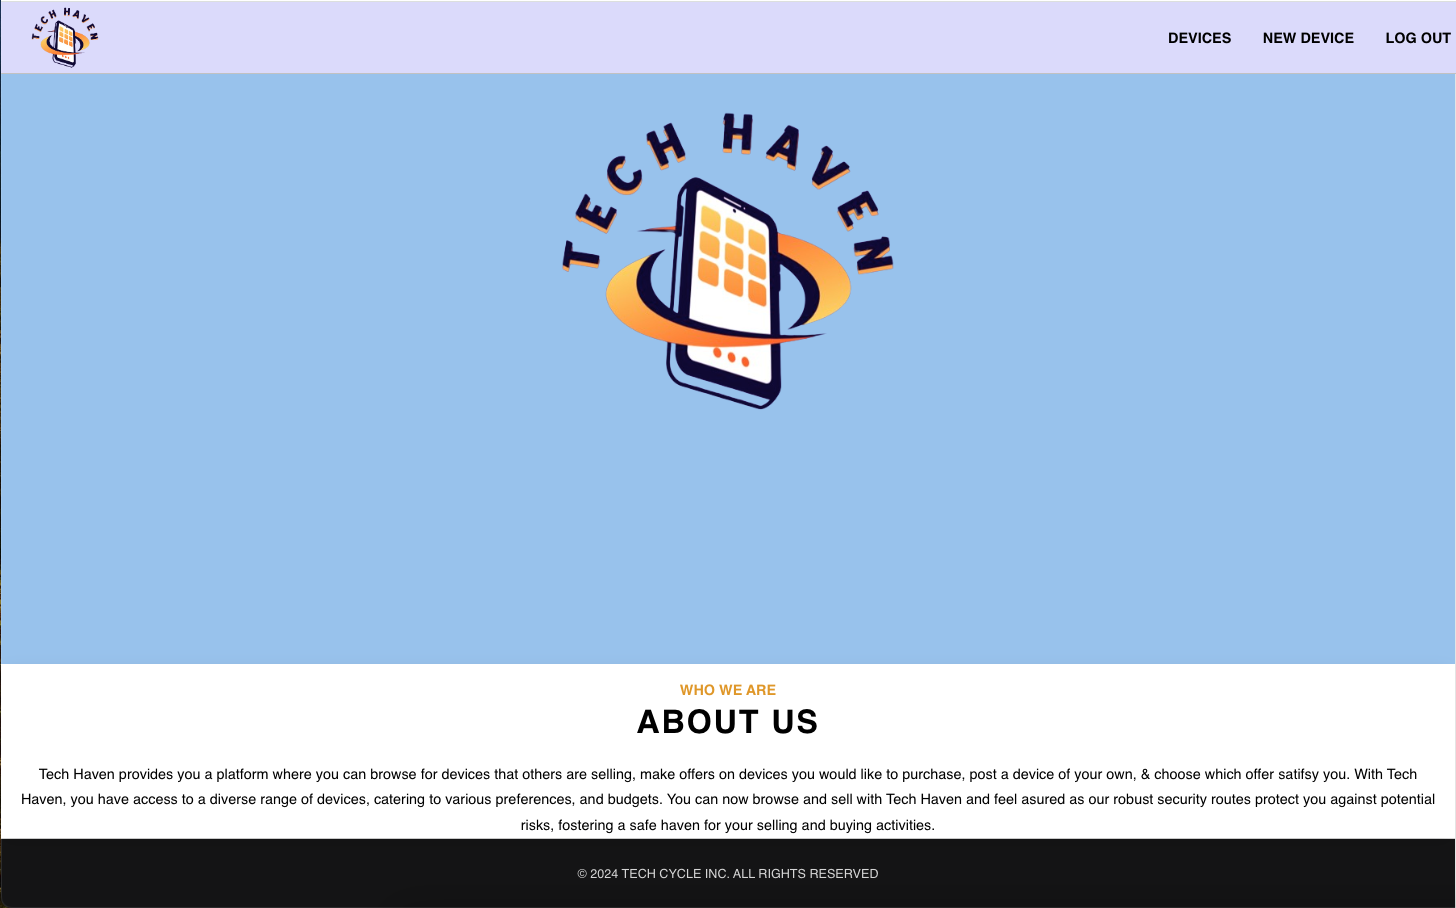 TECH HAVEN
DEVICES NEW DEVICE LOG OUT
TECH HAVEN
WHO WE ARE
ABOUT US
Tech Haven provides you a platform where you can browse for devices that others are selling, make offers on devices you would like to purchase, post a device of your own, & choose which offer satifsy you. With Tech
Haven, you have access to a diverse range of devices, catering to various preferences, and budgets. You can now browse and sell with Tech Haven and feel asured as our robust security routes protect you against potential
risks, fostering a safe haven for your selling and buying activities.
© 2024 TECH CYCLE INC. ALL RIGHTS RESERVED